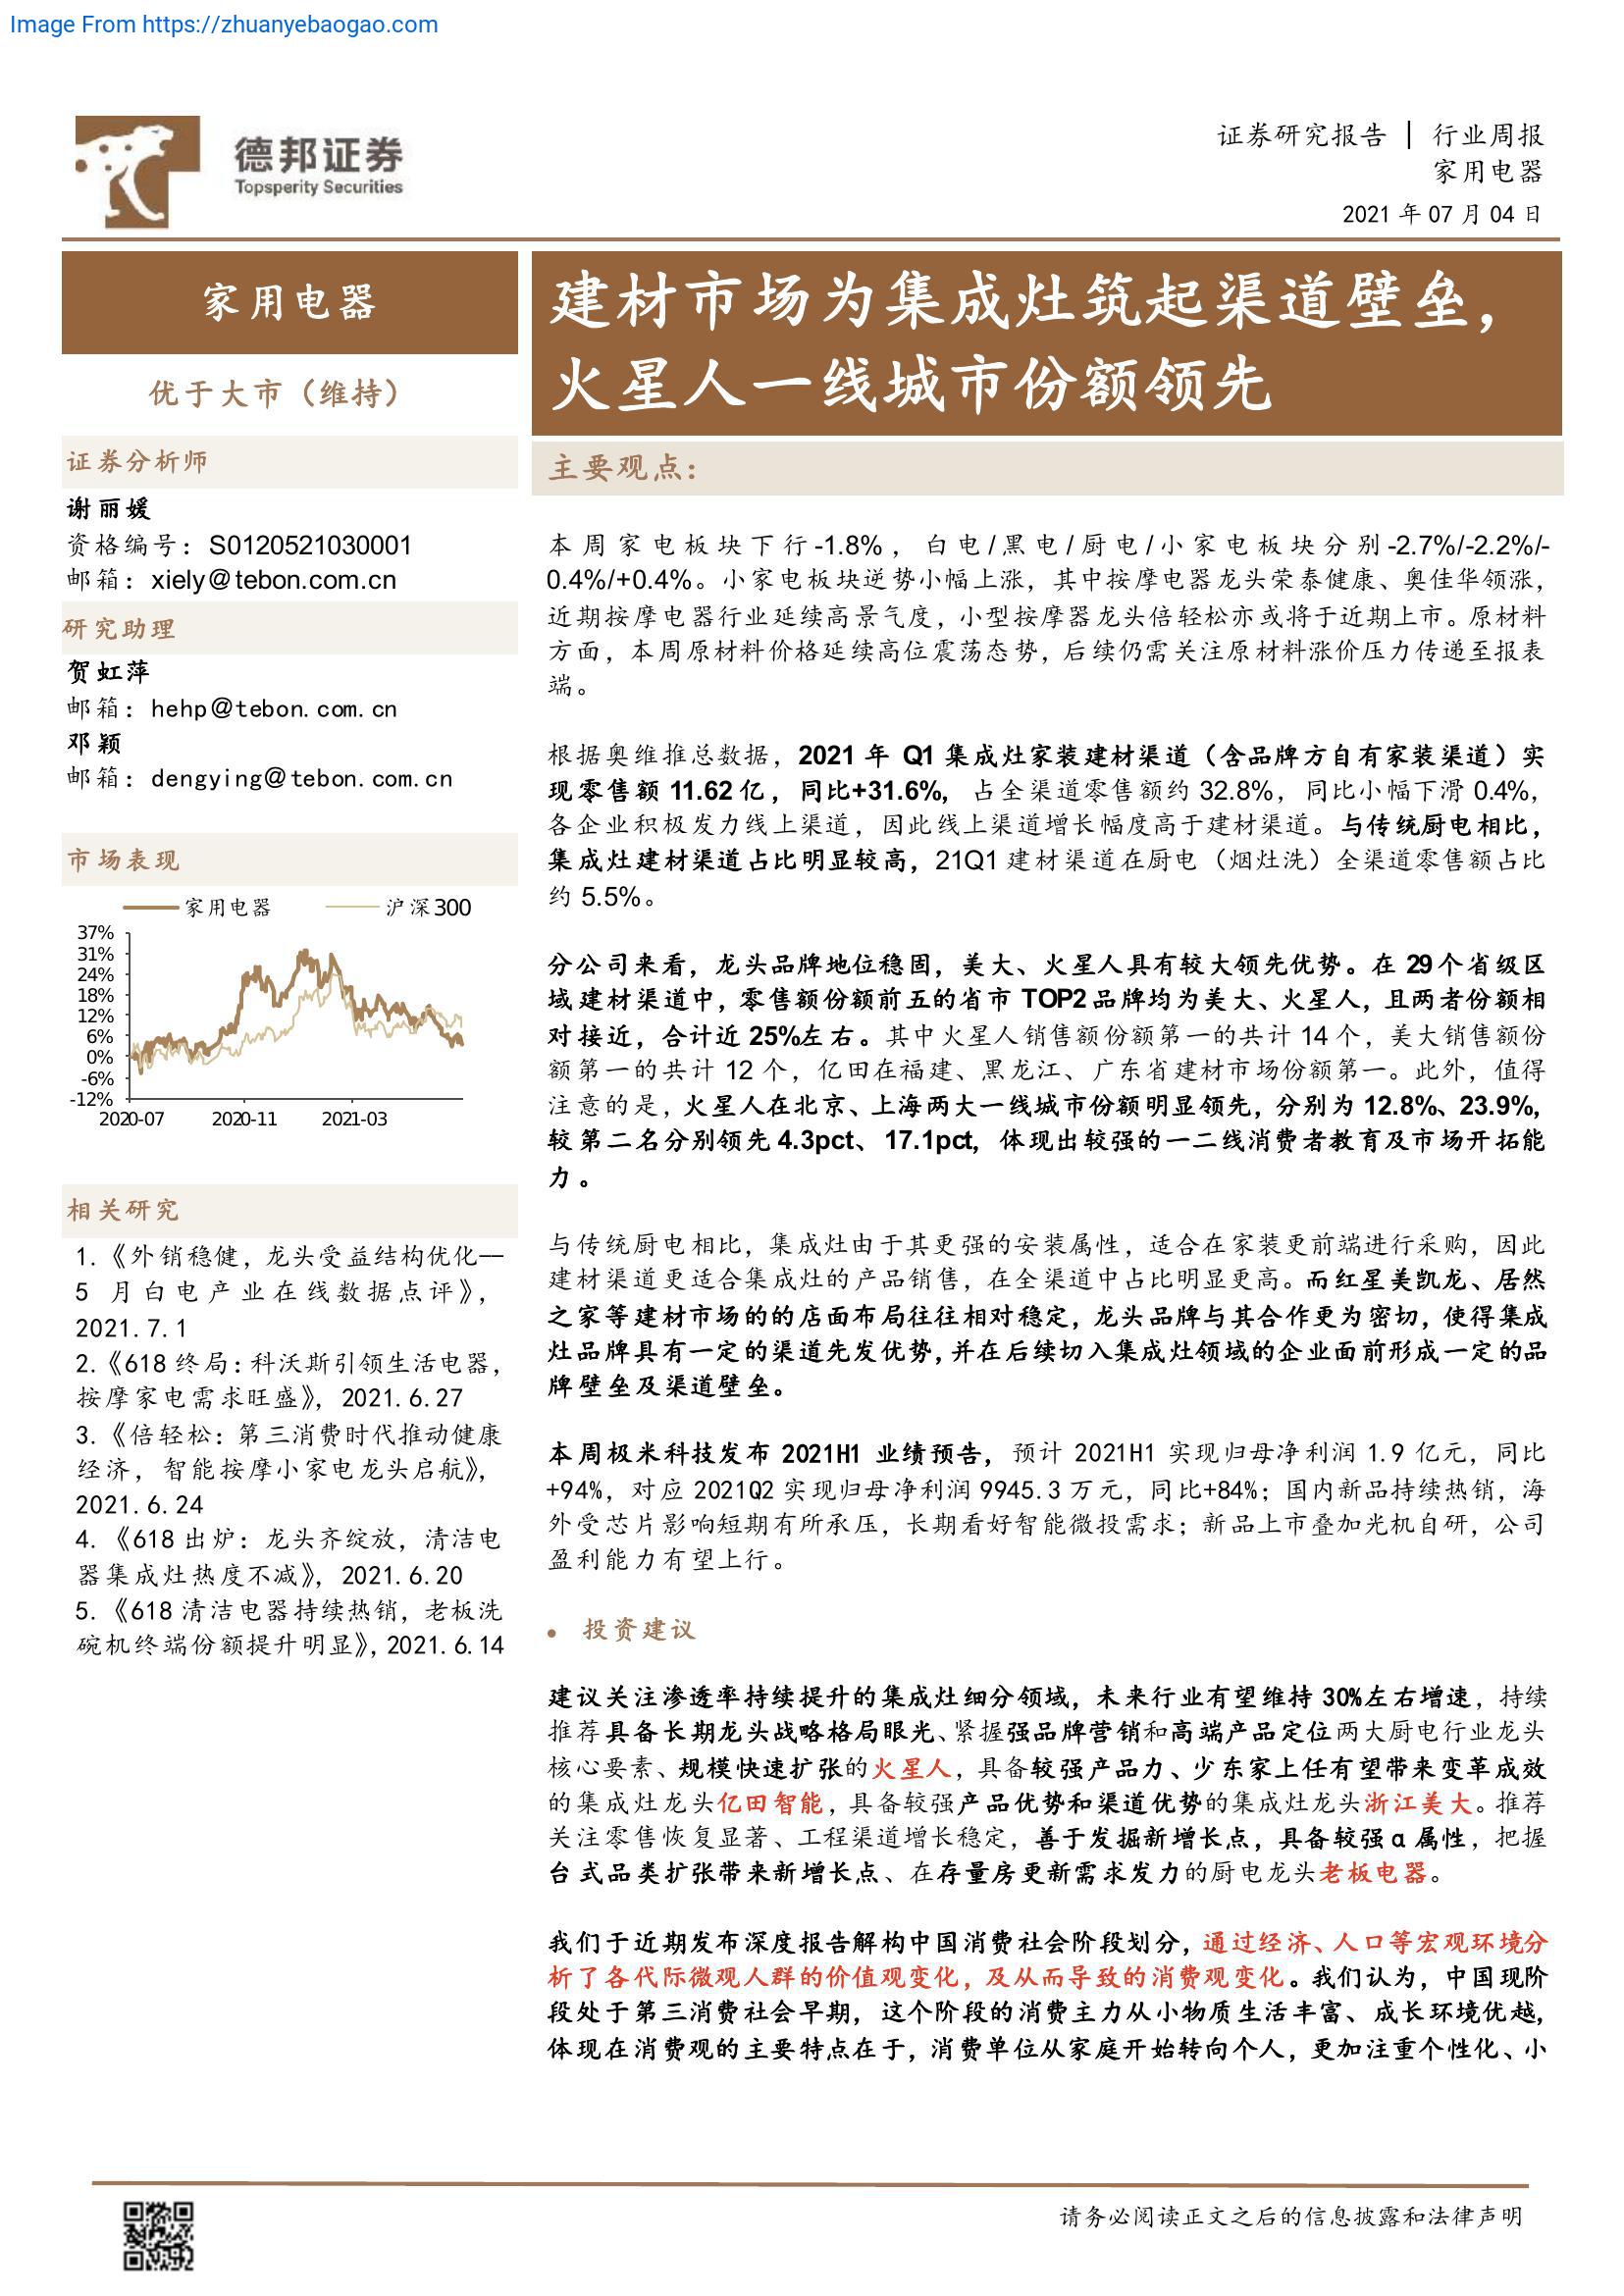 Image From https://zhuanyebaogao.com
德邦证券
Topsperity Securities
证券研究报告 | 行业周报
家用电器
2021 年 07 月 04 日
家用电器
优于大市（维持）
证券分析师
谢丽媛
资格编号：S0120521030001
邮箱：xiely@tebon.com.cn
研究助理
贺虹萍
邮箱：hehp@tebon.com.cn
邓颖
邮箱：dengying@tebon.com.cn
市场表现
家用电器 沪深300
37%
31%
24%
18%
12%
6%
0%
-6%
-12%
2020-07 2020-11 2021-03
相关研究
1.《外销稳健，龙头受益结构优化——
5 月白电产业在线数据点评》，
2021.7.1
2.《618 终局：科沃斯引领生活电器，
按摩家电需求旺盛》，2021.6.27
3.《倍轻松：第三消费时代推动健康
经济，智能按摩小家电龙头启航》，
2021.6.24
4.《618 出炉：龙头齐绽放，清洁电
器集成灶热度不减》，2021.6.20
5.《618 清洁电器持续热销，老板洗
碗机终端份额提升明显》，2021.6.14
建材市场为集成灶筑起渠道壁垒，
火星人一线城市份额领先
主要观点：
本周家电板块下行-1.8%，白电/黑电/厨电/小家电板块分别-2.7%/-2.2%/-
0.4%/+0.4%。小家电板块逆势小幅上涨，其中按摩电器龙头荣泰健康、奥佳华领涨，
近期按摩电器行业延续高景气度，小型按摩器龙头倍轻松亦或将于近期上市。原材料
方面，本周原材料价格延续高位震荡态势，后续仍需关注原材料涨价压力传递至报表
端。
根据奥维推总数据，2021 年 Q1 集成灶家装建材渠道（含品牌方自有家装渠道）实
现零售额 11.62 亿，同比+31.6%，占全渠道零售额约 32.8%，同比小幅下滑 0.4%，
各企业积极发力线上渠道，因此线上渠道增长幅度高于建材渠道。与传统厨电相比，
集成灶建材渠道占比明显较高，21Q1 建材渠道在厨电（烟灶洗）全渠道零售额占比
约 5.5%。
分公司来看，龙头品牌地位稳固，美大、火星人具有较大领先优势。在 29 个省级区
域建材渠道中，零售额份额前五的省市 TOP2 品牌均为美大、火星人，且两者份额相
对接近，合计近 25%左右。其中火星人销售额份额第一的共计 14 个，美大销售额份
额第一的共计 12 个，亿田在福建、黑龙江、广东省建材市场份额第一。此外，值得
注意的是，火星人在北京、上海两大一线城市份额明显领先，分别为 12.8%、23.9%，
较第二名分别领先 4.3pct、17.1pct，体现出较强的一二线消费者教育及市场开拓能
力。
与传统厨电相比，集成灶由于其更强的安装属性，适合在家装更前端进行采购，因此
建材渠道更适合集成灶的产品销售，在全渠道中占比明显更高。而红星美凯龙、居然
之家等建材市场的的店面布局往往相对稳定，龙头品牌与其合作更为密切，使得集成
灶品牌具有一定的渠道先发优势，并在后续切入集成灶领域的企业面前形成一定的品
牌壁垒及渠道壁垒。
本周极米科技发布 2021H1 业绩预告，预计 2021H1 实现归母净利润 1.9 亿元，同比
+94%，对应 2021Q2 实现归母净利润 9945.3 万元，同比+84%；国内新品持续热销，海
外受芯片影响短期有所承压，长期看好智能微投需求；新品上市叠加光机自研，公司
盈利能力有望上行。
• 投资建议
建议关注渗透率持续提升的集成灶细分领域，未来行业有望维持 30%左右增速，持续
推荐具备长期龙头战略格局眼光、紧握强品牌营销和高端产品定位两大厨电行业龙头
核心要素、规模快速扩张的火星人，具备较强产品力、少东家上任有望带来变革成效
的集成灶龙头亿田智能，具备较强产品优势和渠道优势的集成灶龙头浙江美大。推荐
关注零售恢复显著、工程渠道增长稳定，善于发掘新增长点，具备较强 α 属性，把握
台式品类扩张带来新增长点、在存量房更新需求发力的厨电龙头老板电器。
我们于近期发布深度报告解构中国消费社会阶段划分，通过经济、人口等宏观环境分
析了各代际微观人群的价值观变化，及从而导致的消费观变化。我们认为，中国现阶
段处于第三消费社会早期，这个阶段的消费主力从小物质生活丰富、成长环境优越，
体现在消费观的主要特点在于，消费单位从家庭开始转向个人，更加注重个性化、小
请务必阅读正文之后的信息披露和法律声明